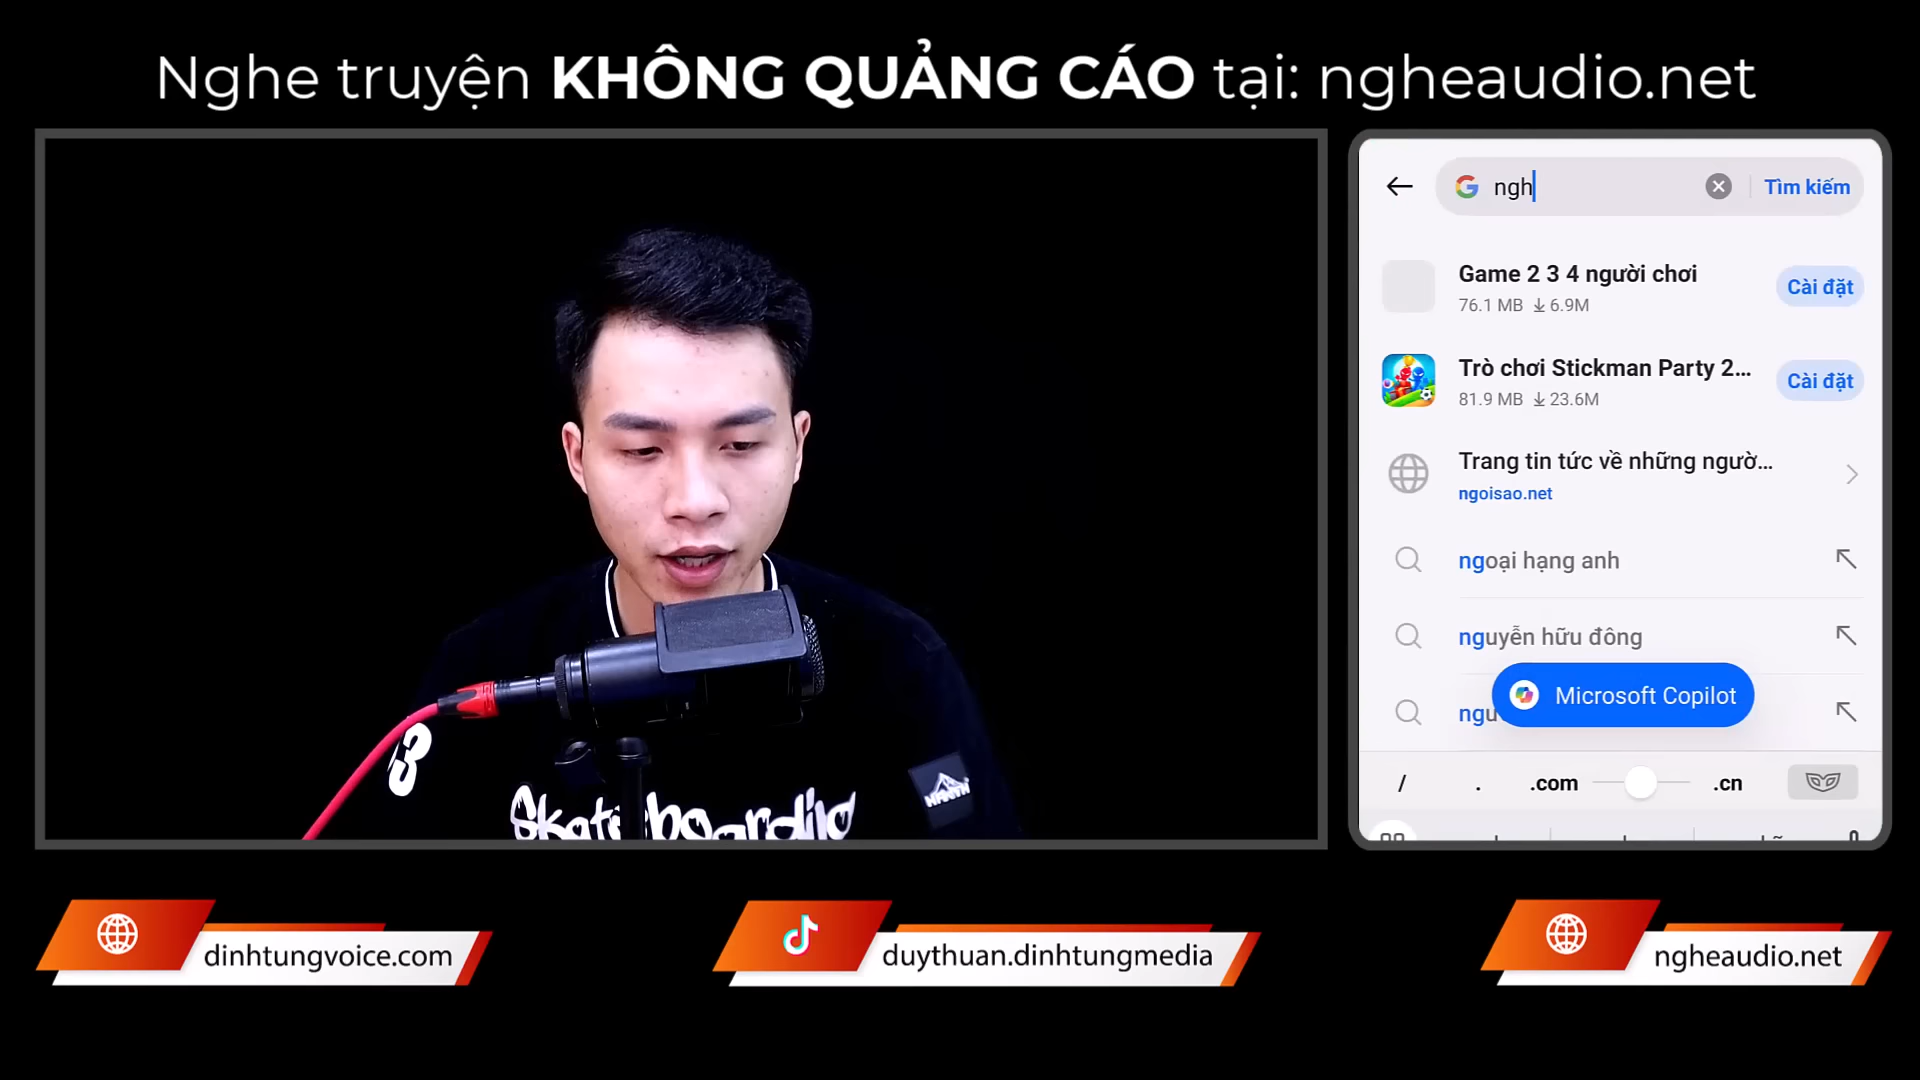 Nghe truyện KHÔNG QUẢNG CÁO tại: ngheaudio.net
ngh
Tìm kiếm
Game 2 3 4 người chơi
76.1 MB 6.9M
Cài đặt
Trò chơi Stickman Party 2...
81.9 MB 23.6M
Cài đặt
Trang tin tức về những ngườ...
ngoisao.net
ngoại hạng anh
nguyễn hữu đông
Microsoft Copilot
/ . .com .cn
3
Skateboarding
dinhtungvoice.com
duythuan.dinhtungmedia
ngheaudio.net